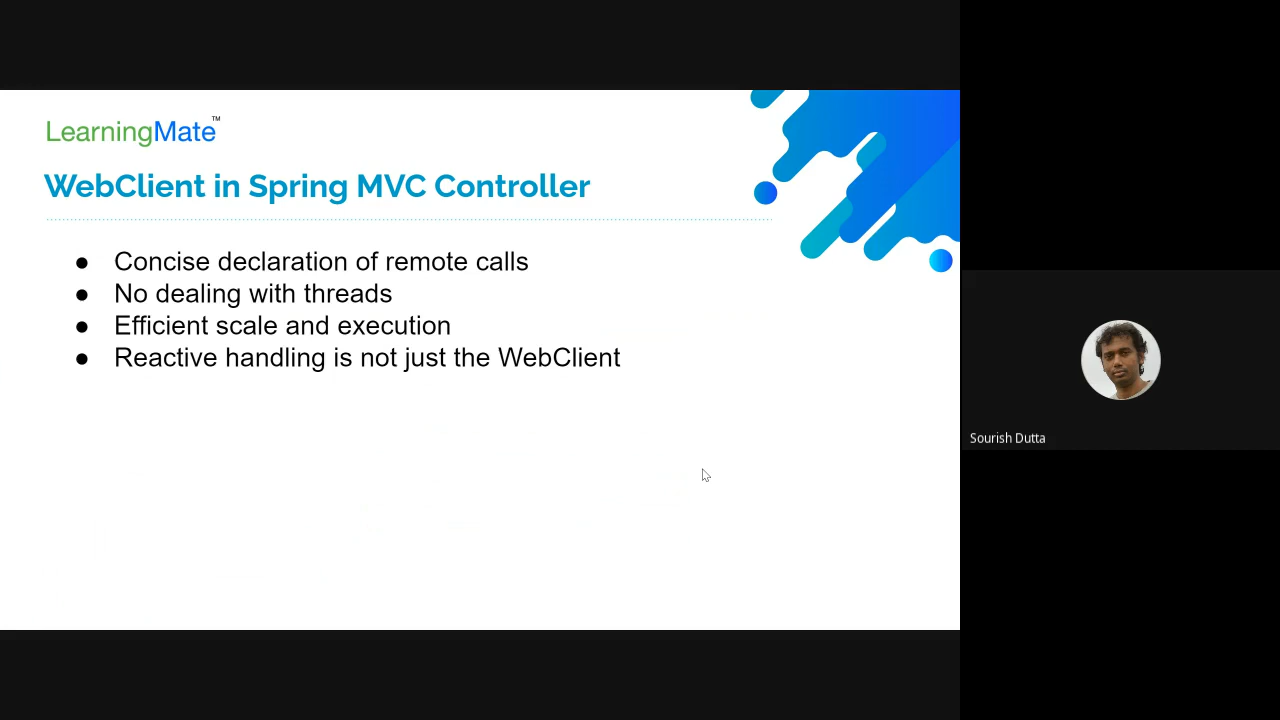 LearningMate™
WebClient in Spring MVC Controller
● Concise declaration of remote calls
● No dealing with threads
● Efficient scale and execution
● Reactive handling is not just the WebClient
Sourish Dutta